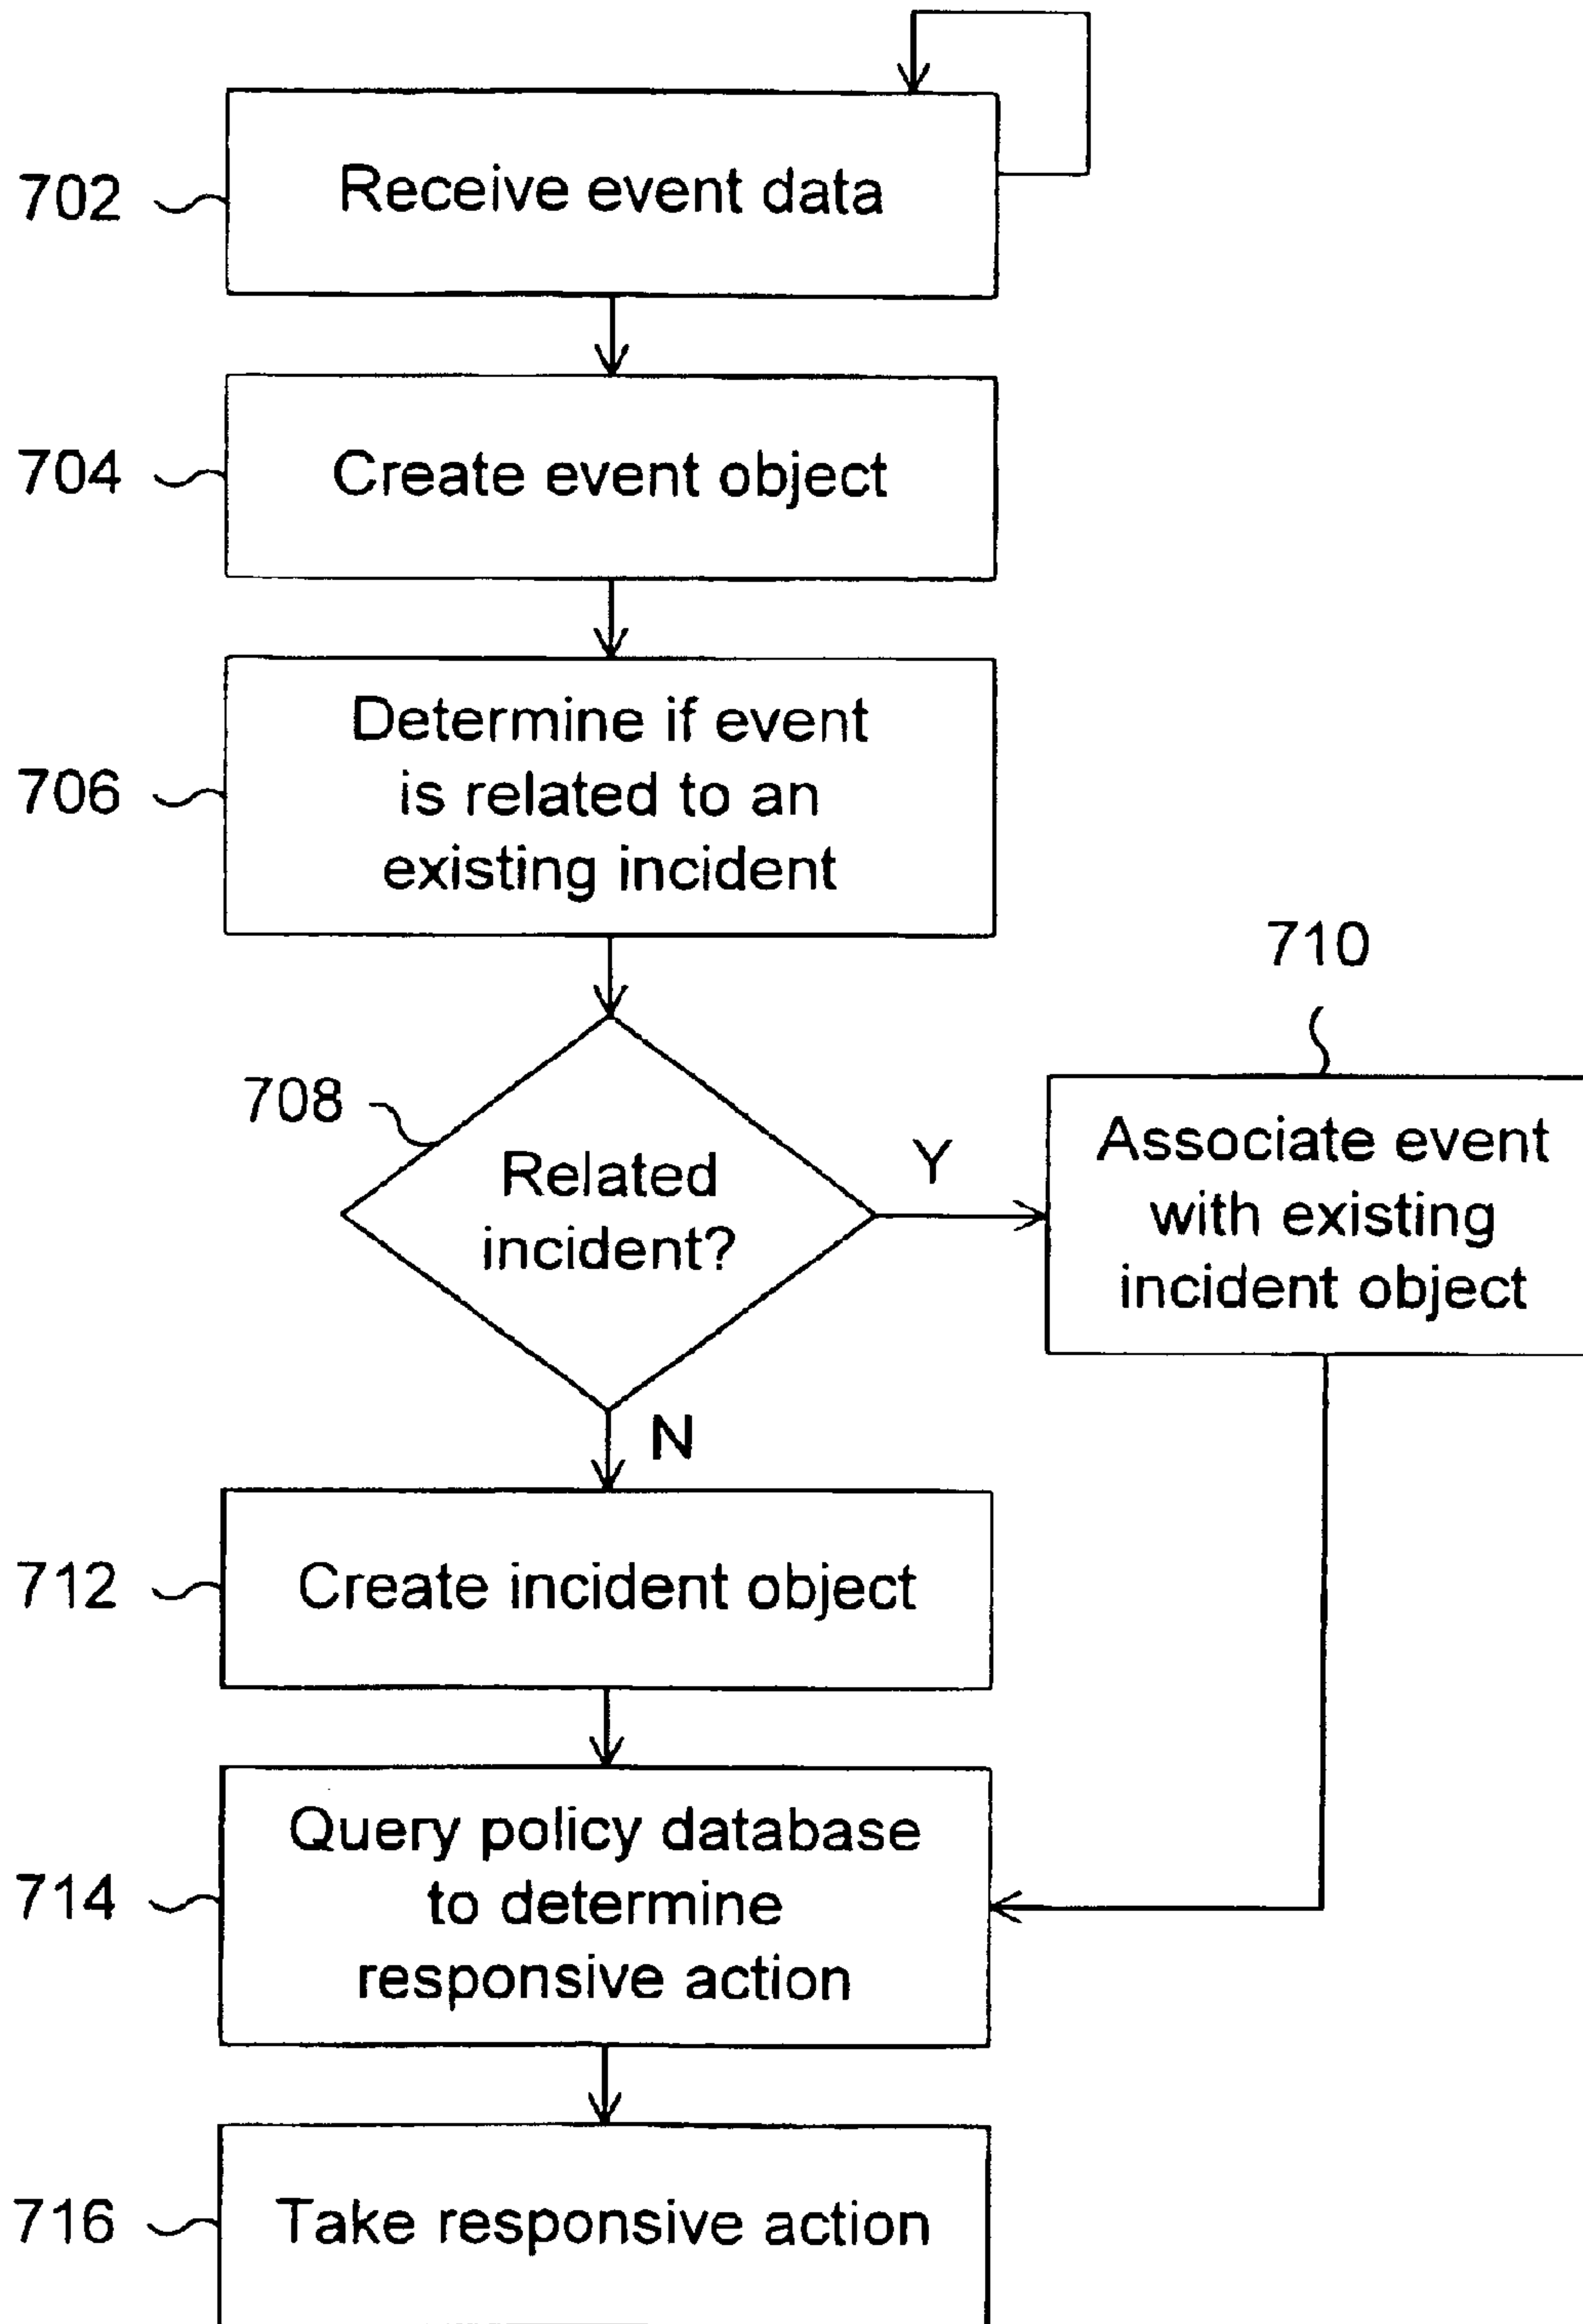 702
Receive event data
704
Create event object
706
Determine if event
is related to an
existing incident
710
708
Related
incident?
Y
Associate event
with existing
incident object
N
712
Create incident object
714
Query policy database
to determine
responsive action
716
Take responsive action